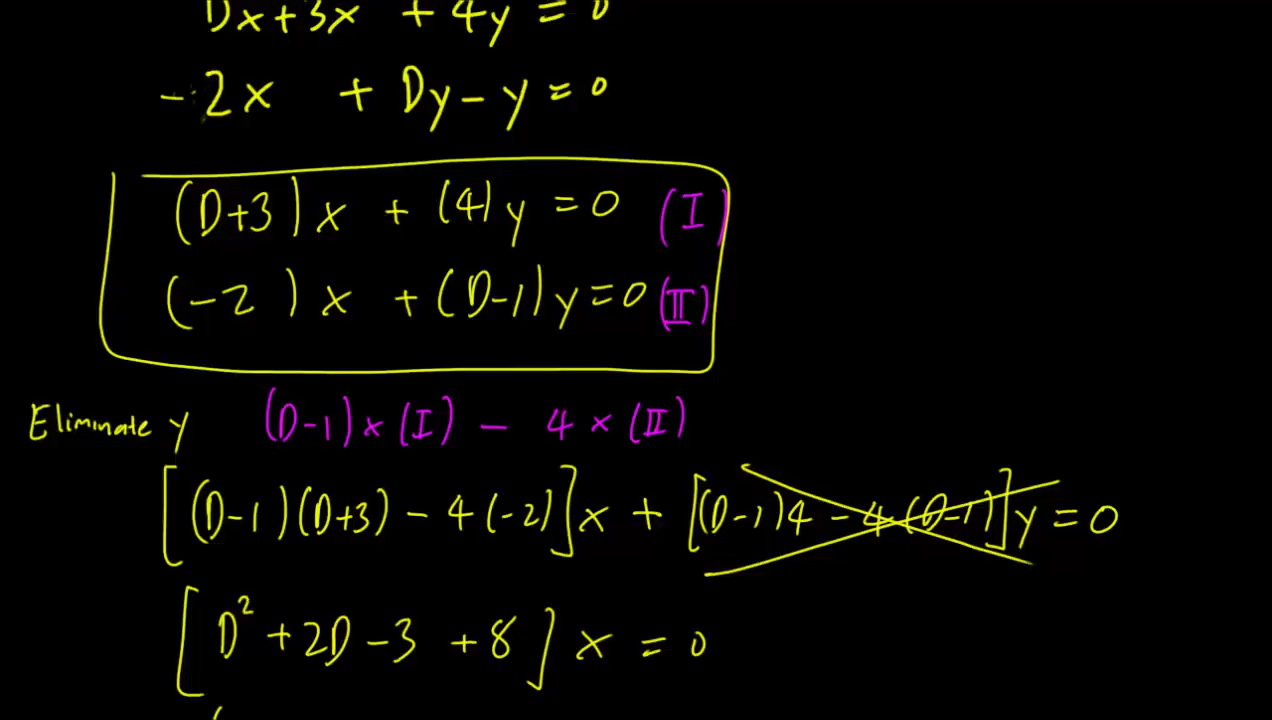 Dx+3x + 4y = 0
-2x + Dy - y = 0
(D+3)x + (4)y = 0 (I)
(-2)x + (D-1)y = 0 (II)
Eliminate y (D-1)×(I) - 4×(II)
[(D-1)(D+3) - 4(-2)]x + [(D-1)4 - 4(D-1)]y = 0
[D² + 2D - 3 + 8]x = 0